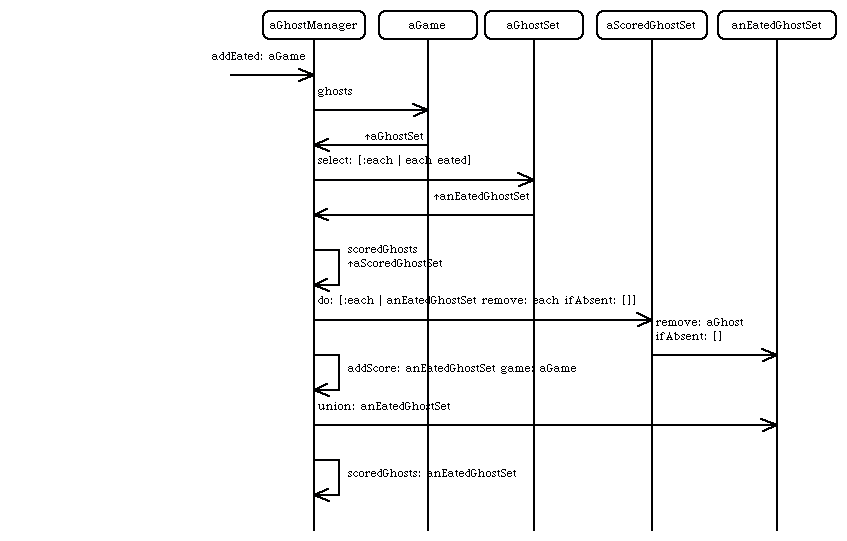 aGhostManager aGame aGhostSet aScoredGhostSet anEatedGhostSet
addEated: aGame
ghosts
↑aGhostSet
select: [:each | each eated]
↑anEatedGhostSet
scoredGhosts
↑aScoredGhostSet
do: [:each | anEatedGhostSet remove: each ifAbsent: []]
remove: aGhost
ifAbsent: []
addScore: anEatedGhostSet game: aGame
union: anEatedGhostSet
scoredGhosts: anEatedGhostSet